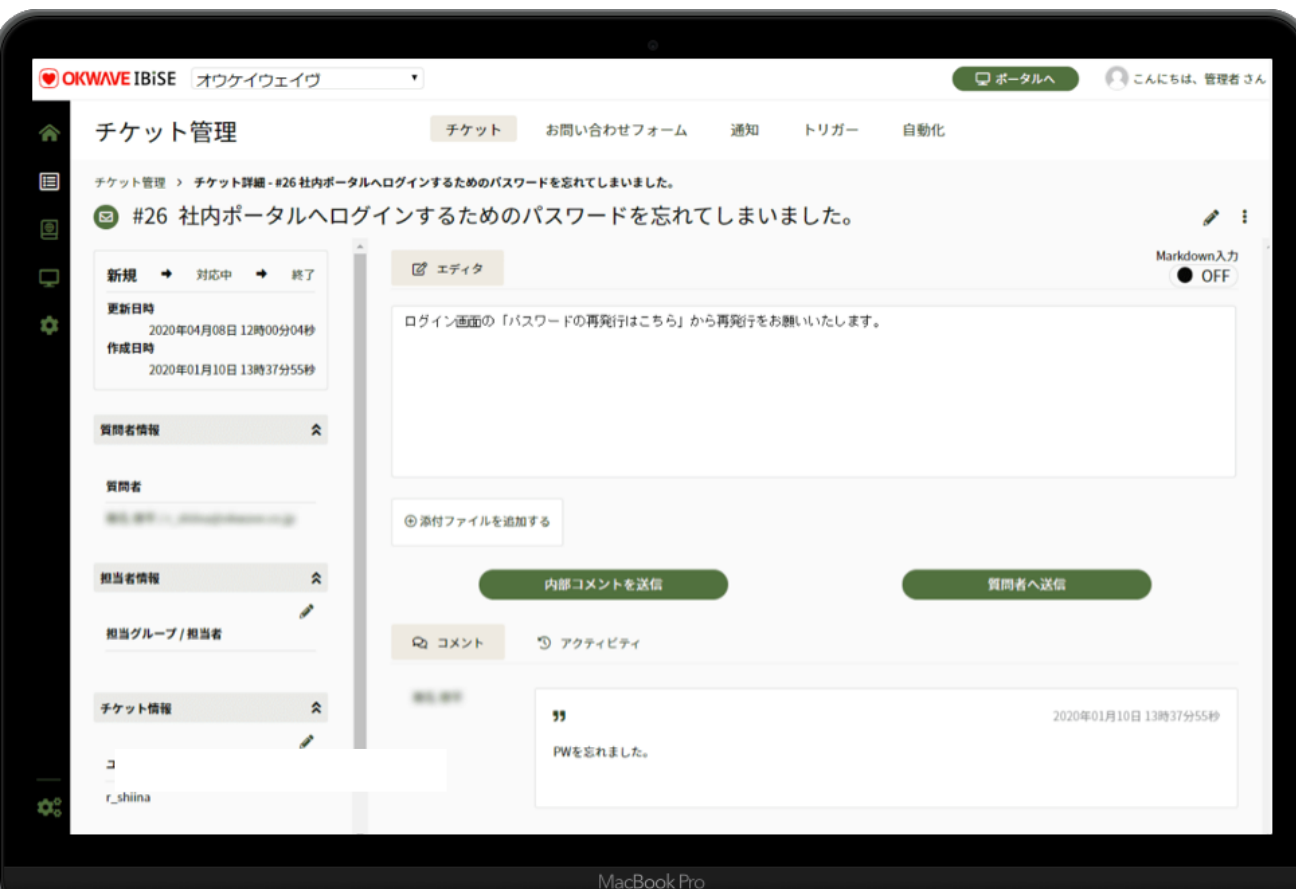 OKWAVE IBiSE
オウケイウェイヴ
ポータルへ
こんにちは、管理者 さん
チケット管理
チケット
お問い合わせフォーム
通知
トリガー
自動化
チケット管理 › チケット詳細 - #26 社内ポータルへログインするためのパスワードを忘れてしまいました。
#26 社内ポータルへログインするためのパスワードを忘れてしまいました。
新規 → 対応中 → 終了
更新日時
2020年04月08日 12時00分04秒
作成日時
2020年01月10日 13時37分55秒
質問者情報
質問者
担当者情報
担当グループ / 担当者
チケット情報
r_shiina
エディタ
Markdown入力
OFF
ログイン画面の「パスワードの再発行はこちら」から再発行をお願いいたします。
添付ファイルを追加する
内部コメントを送信
質問者へ送信
コメント
アクティビティ
2020年01月10日 13時37分55秒
PWを忘れました。
MacBook Pro